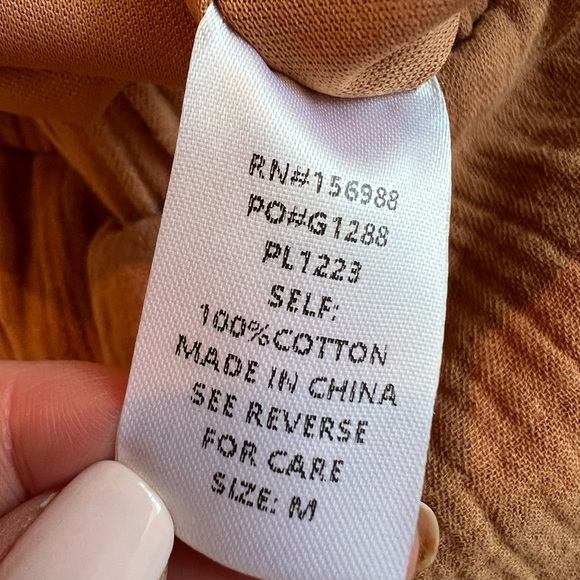 RN#156988
PO#G1288
PL1223
SELF:
100%COTTON
MADE IN CHINA
SEE REVERSE
FOR CARE
SIZE: M